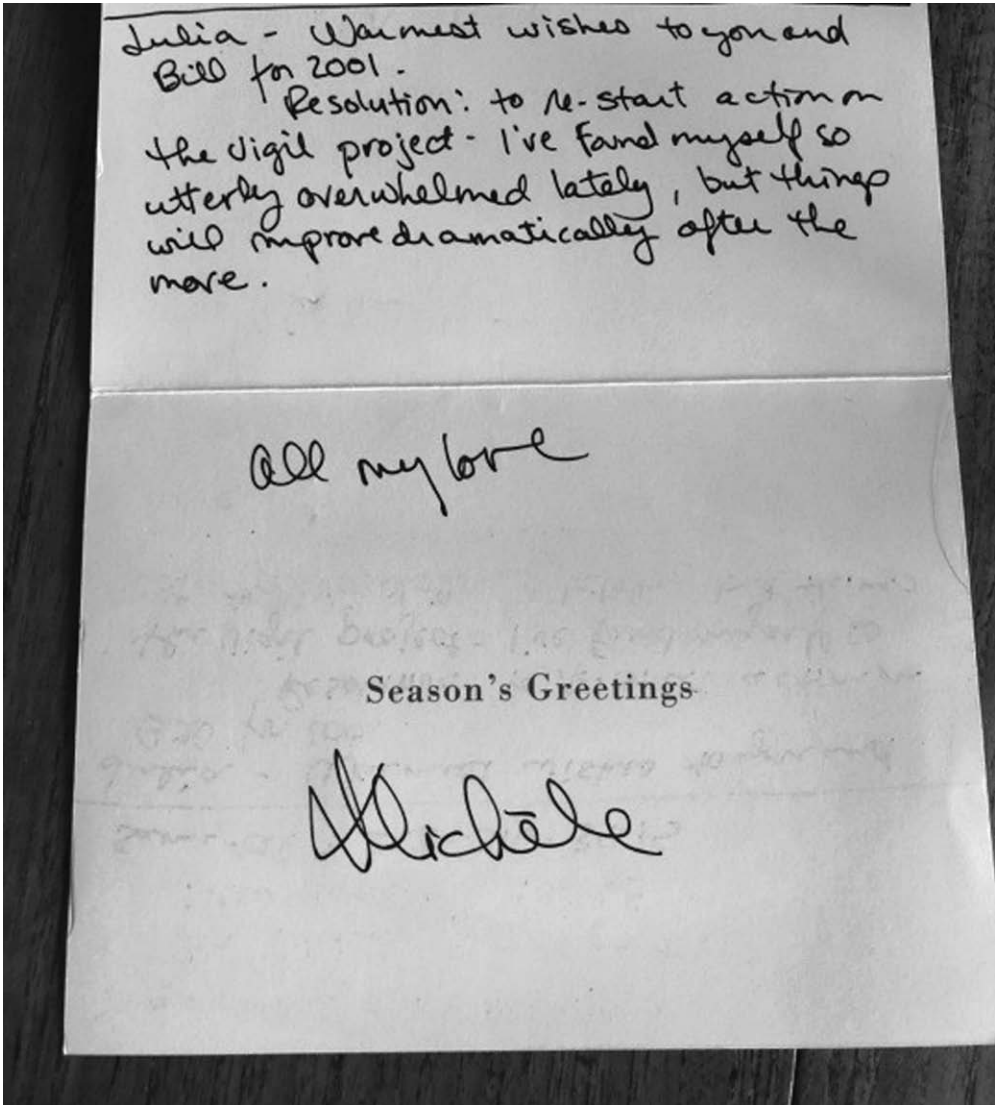 Julia - Warmest wishes to you and
Bill for 2001.
Resolution: to re-start action on
the Vigil project - I've found myself so
utterly overwhelmed lately, but things
will improve dramatically after the
move.
all my love
Season's Greetings
Michèle